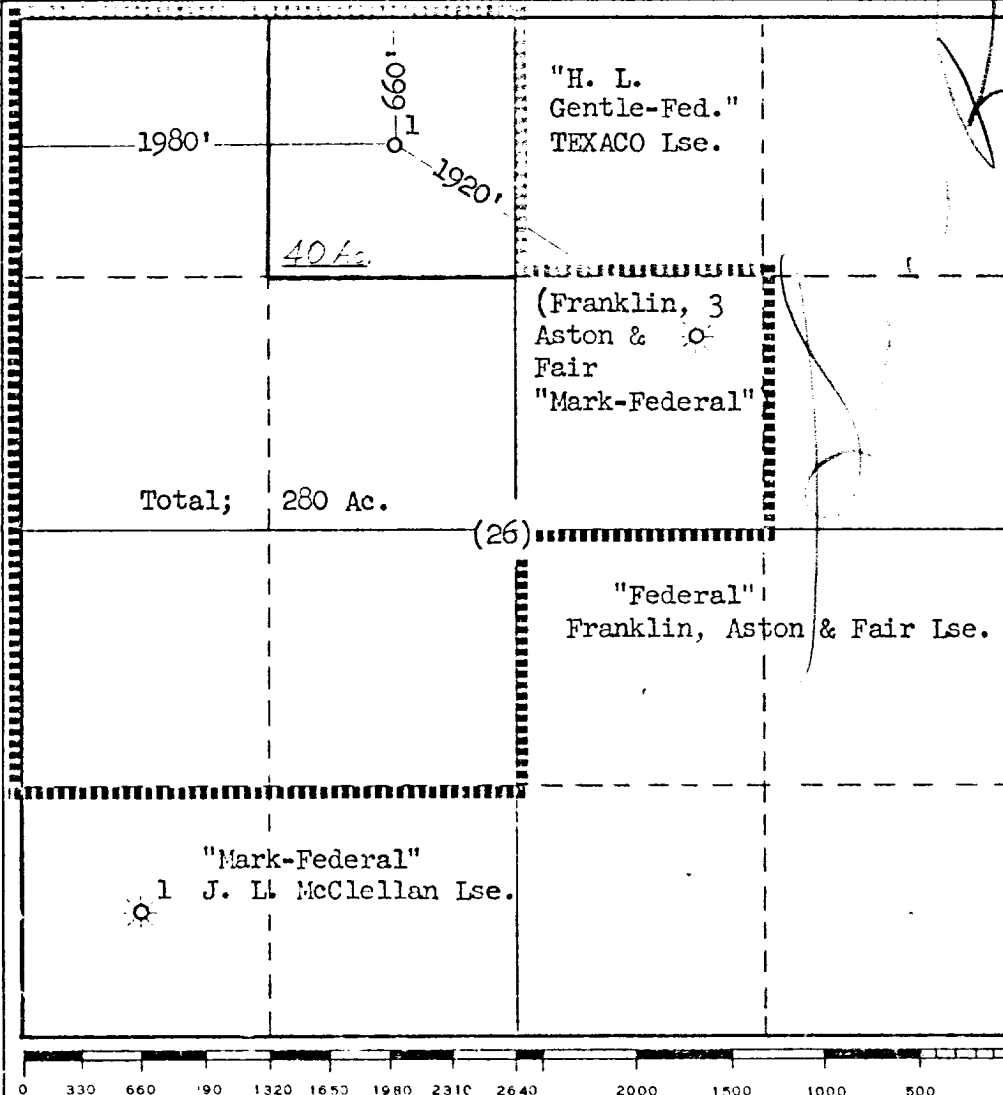 660'
1
1980'
1920'
40 Ac.
"H. L.
Gentle-Fed."
TEXACO Lse.
(Franklin, 3
Aston &
Fair
"Mark-Federal"
Total; 280 Ac.
(26)
"Federal"
Franklin, Aston & Fair Lse.
"Mark-Federal"
1 J. L. McClellan Lse.
0 330 660 '90 1320 1650 1980 2310 2640 2000 1500 1000 500